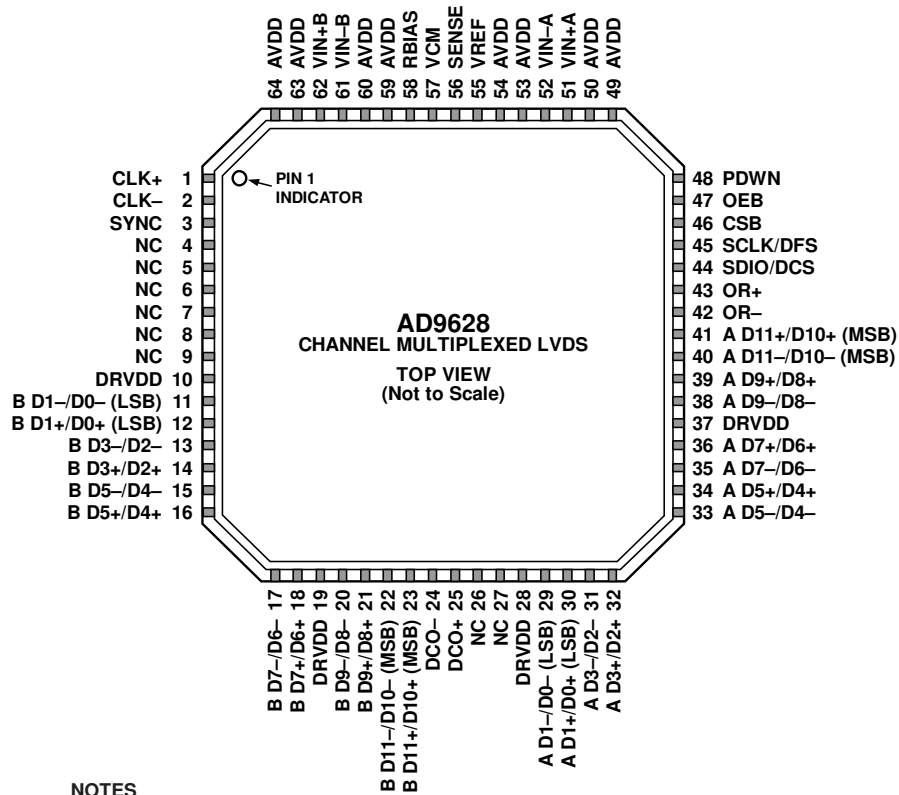 64 AVDD
63 AVDD
62 VIN+B
61 VIN–B
60 AVDD
59 AVDD
58 RBIAS
57 VCM
56 SENSE
55 VREF
54 AVDD
53 AVDD
52 VIN–A
51 VIN+A
50 AVDD
49 AVDD
CLK+ 1
CLK– 2
SYNC 3
NC 4
NC 5
NC 6
NC 7
NC 8
NC 9
DRVDD 10
B D1–/D0– (LSB) 11
B D1+/D0+ (LSB) 12
B D3–/D2– 13
B D3+/D2+ 14
B D5–/D4– 15
B D5+/D4+ 16
PIN 1
INDICATOR
AD9628
CHANNEL MULTIPLEXED LVDS
TOP VIEW
(Not to Scale)
48 PDWN
47 OEB
46 CSB
45 SCLK/DFS
44 SDIO/DCS
43 OR+
42 OR–
41 A D11+/D10+ (MSB)
40 A D11–/D10– (MSB)
39 A D9+/D8+
38 A D9–/D8–
37 DRVDD
36 A D7+/D6+
35 A D7–/D6–
34 A D5+/D4+
33 A D5–/D4–
B D7–/D6– 17
B D7+/D6+ 18
DRVDD 19
B D9–/D8– 20
B D9+/D8+ 21
B D11–/D10– (MSB) 22
B D11+/D10+ (MSB) 23
DCO– 24
DCO+ 25
NC 26
NC 27
DRVDD 28
A D1–/D0– (LSB) 29
A D1+/D0+ (LSB) 30
A D3–/D2– 31
A D3+/D2+ 32
NOTES